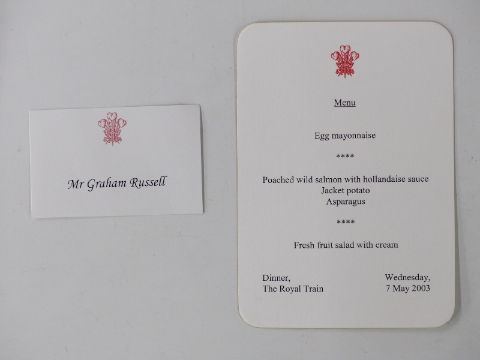 Mr Graham Russell
Menu
Egg mayonnaise
****
Poached wild salmon with hollandaise sauce
Jacket potato
Asparagus
****
Fresh fruit salad with cream
Dinner,
The Royal Train
Wednesday,
7 May 2003